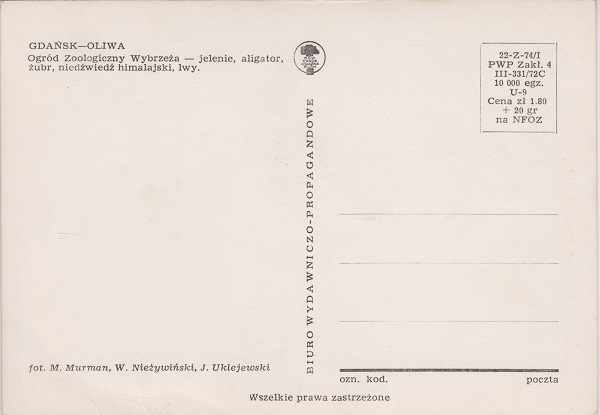 GDAŃSK—OLIWA
Ogród Zoologiczny Wybrzeża — jelenie, aligator,
żubr, niedźwiedź himalajski, lwy.
22-Z-74/I
PWP Zakł. 4
III-331/72C
10 000 egz.
U-9
Cena zł 1.80
+ 20 gr
na NFOZ
BIURO WYDAWNICZO-PROPAGANDOWE
fot. M. Murman, W. Nieżywiński, J. Uklejewski
ozn. kod. poczta
Wszelkie prawa zastrzeżone